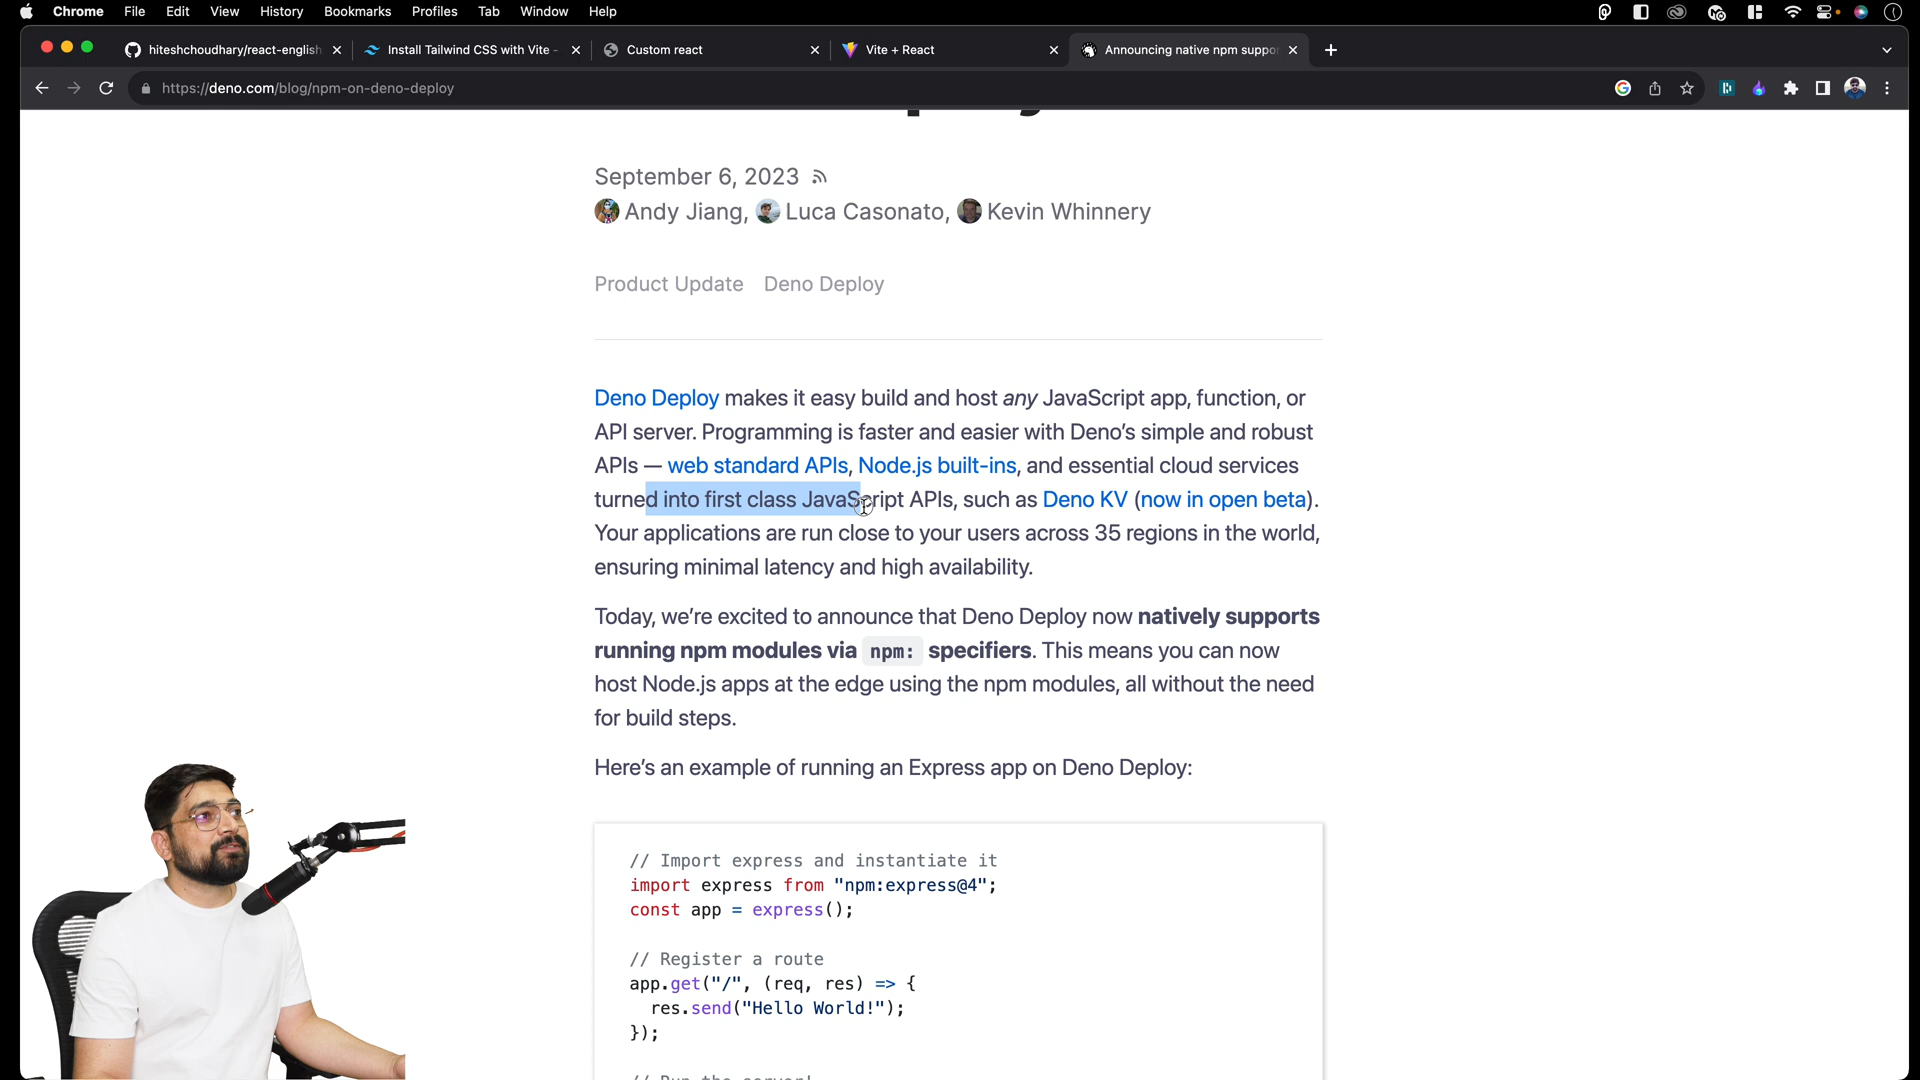 Chrome File Edit View History Bookmarks Profiles Tab Window Help
hiteshchoudhary/react-english
Install Tailwind CSS with Vite -
Custom react
Vite + React
Announcing native npm suppo
https://deno.com/blog/npm-on-deno-deploy
September 6, 2023
Andy Jiang, Luca Casonato, Kevin Whinnery
Product Update Deno Deploy
Deno Deploy makes it easy build and host any JavaScript app, function, or
API server. Programming is faster and easier with Deno’s simple and robust
APIs — web standard APIs, Node.js built-ins, and essential cloud services
turned into first class JavaScript APIs, such as Deno KV (now in open beta).
Your applications are run close to your users across 35 regions in the world,
ensuring minimal latency and high availability.
Today, we’re excited to announce that Deno Deploy now natively supports
running npm modules via npm: specifiers. This means you can now
host Node.js apps at the edge using the npm modules, all without the need
for build steps.
Here’s an example of running an Express app on Deno Deploy:
// Import express and instantiate it
import express from "npm:express@4";
const app = express();
// Register a route
app.get("/", (req, res) => {
res.send("Hello World!");
});